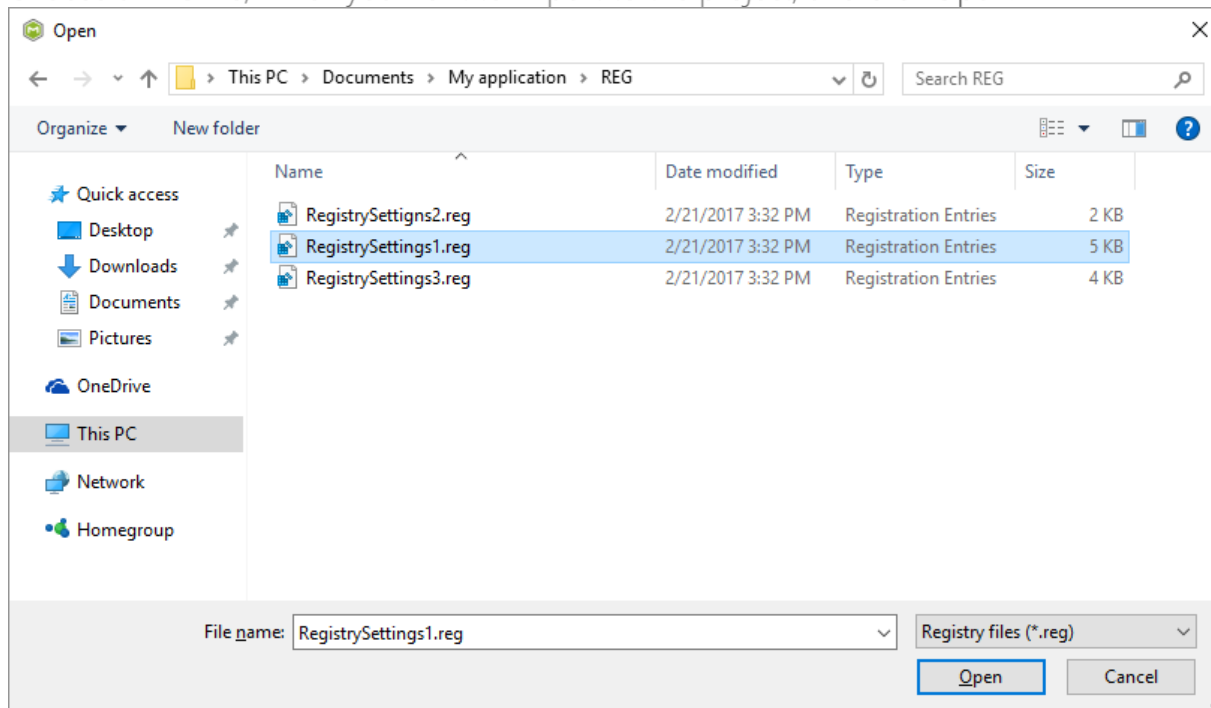 Open
This PC > Documents > My application > REG
Search REG
Organize
New folder
Name Date modified Type Size
Quick access
Desktop
Downloads
Documents
Pictures
OneDrive
This PC
Network
Homegroup
RegistrySettigns2.reg 2/21/2017 3:32 PM Registration Entries 2 KB
RegistrySettings1.reg 2/21/2017 3:32 PM Registration Entries 5 KB
RegistrySettings3.reg 2/21/2017 3:32 PM Registration Entries 4 KB
File name: RegistrySettings1.reg Registry files (*.reg)
Open Cancel